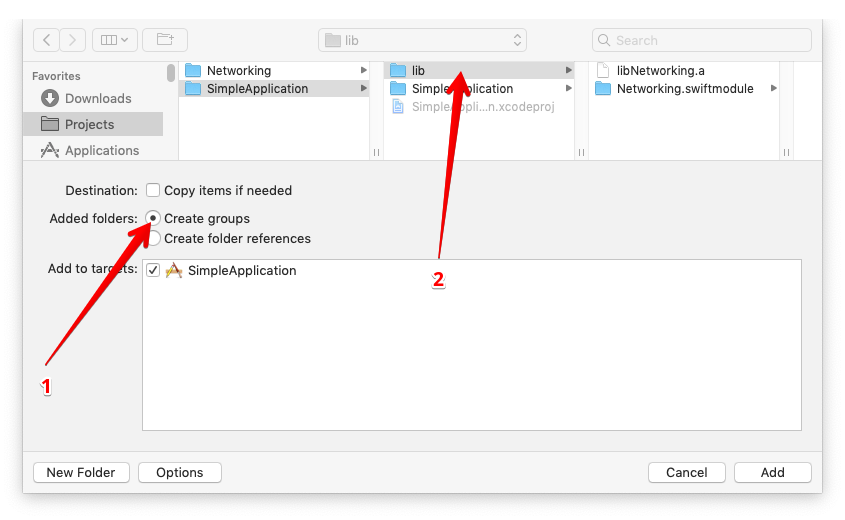 lib
Search
Favorites
Downloads
Projects
Applications
Networking
SimpleApplication
lib
SimpleApplication
SimpleAppli...n.xcodeproj
libNetworking.a
Networking.swiftmodule
Destination: Copy items if needed
Added folders: Create groups
Create folder references
Add to targets: SimpleApplication
2
1
New Folder Options Cancel Add